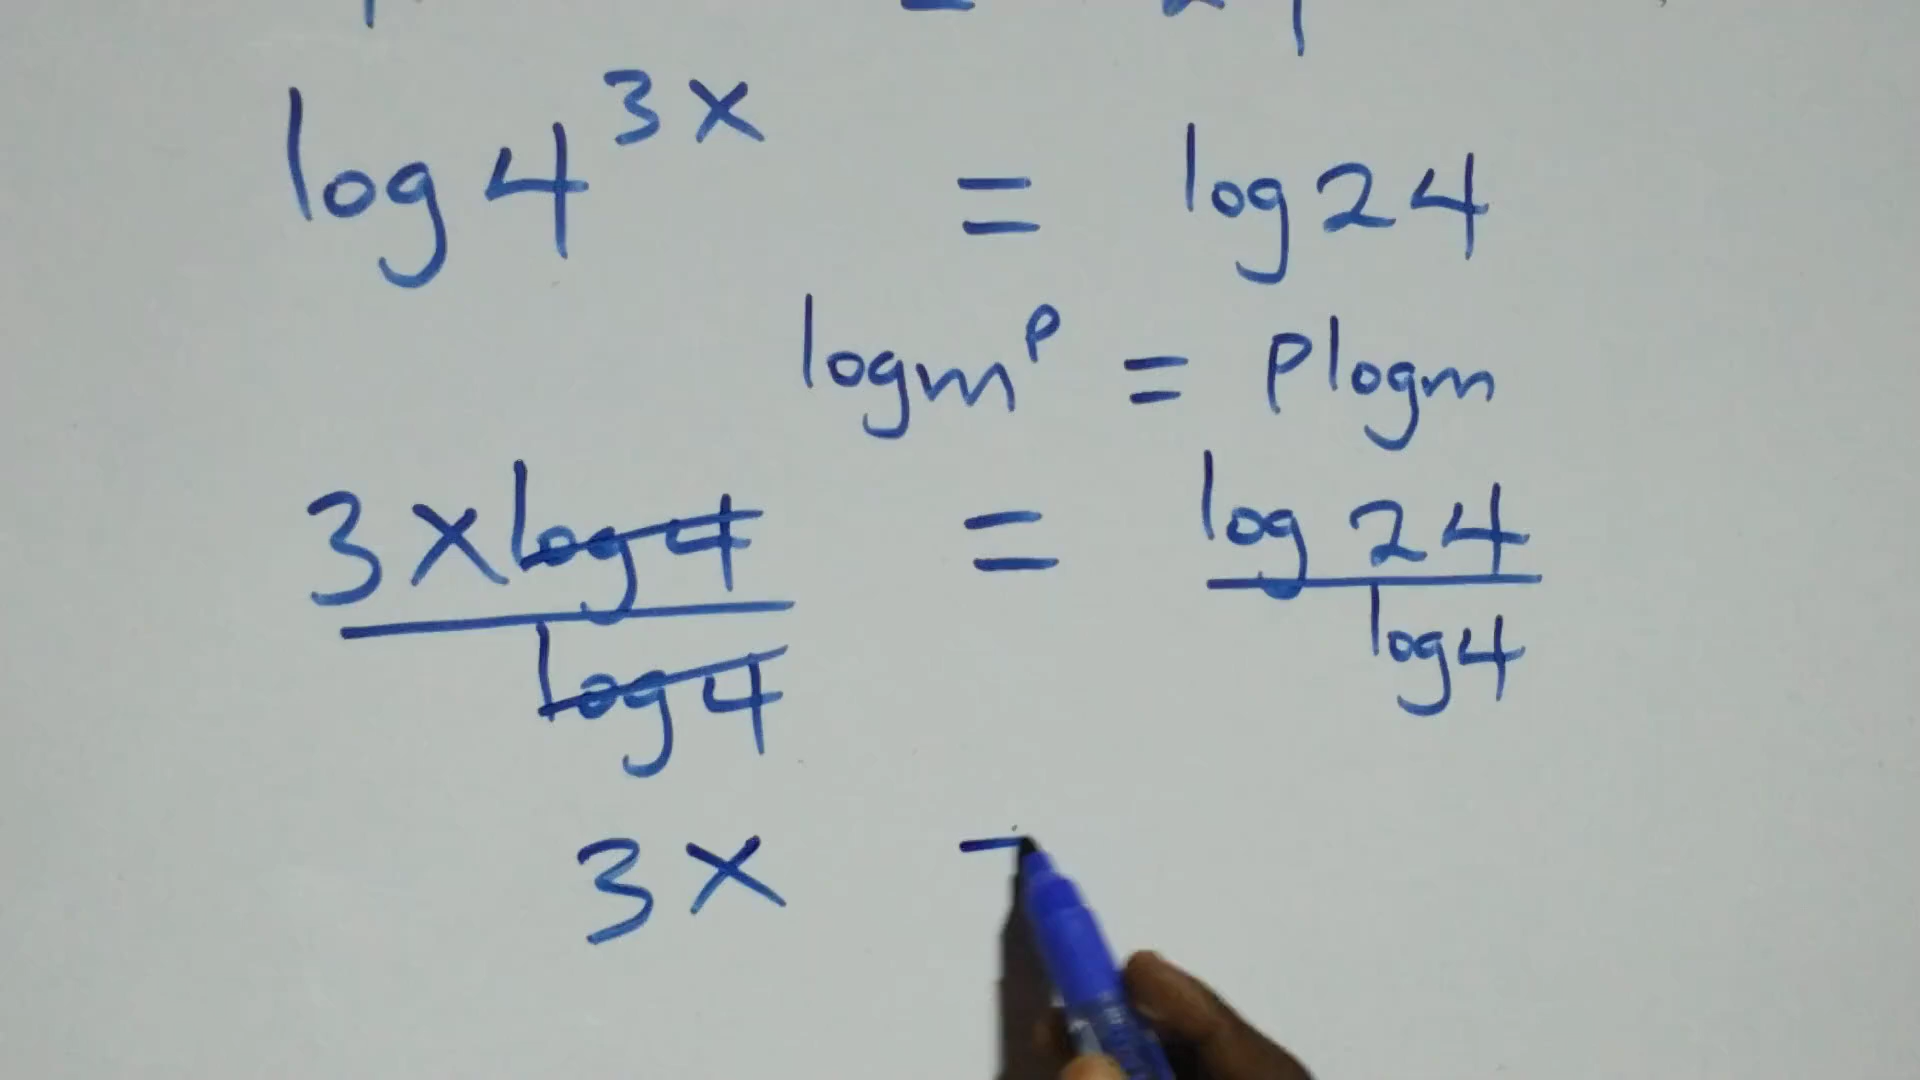 log 4^3x = log 24
log m^p = p log m
3x log 4 / log 4 = log 24 / log 4
3x